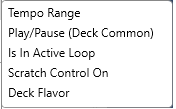 Tempo Range
Play/Pause (Deck Common)
Is In Active Loop
Scratch Control On
Deck Flavor